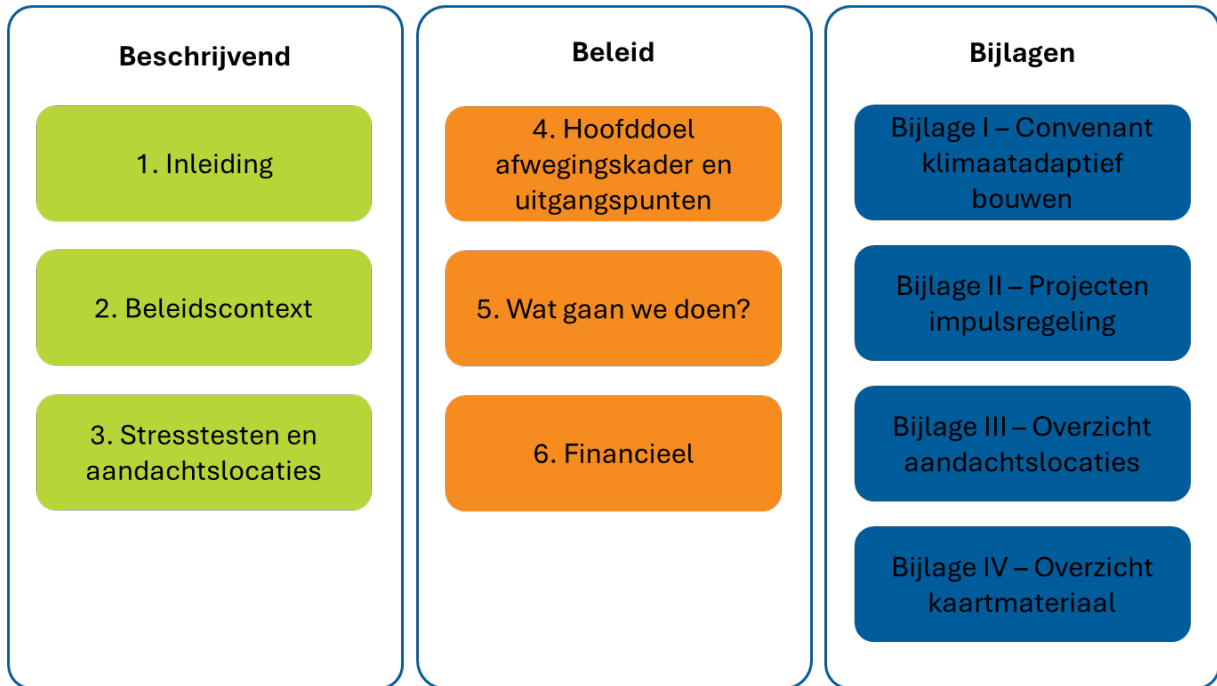 Beschrijvend
1. Inleiding
2. Beleidscontext
3. Stresstesten en
aandachtslocaties
Beleid
4. Hoofddoel
afwegingskader en
uitgangspunten
5. Wat gaan we doen?
6. Financieel
Bijlagen
Bijlage I – Convenant
klimaatadaptief
bouwen
Bijlage II – Projecten
impulsregeling
Bijlage III – Overzicht
aandachtslocaties
Bijlage IV – Overzicht
kaartmateriaal